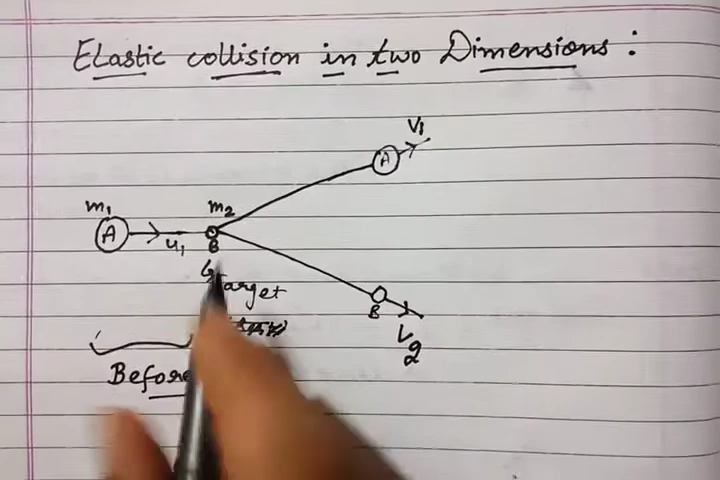 Elastic collision in two Dimensions :
V1
A
m1 m2
A u1
B
Target
B
V2
Before